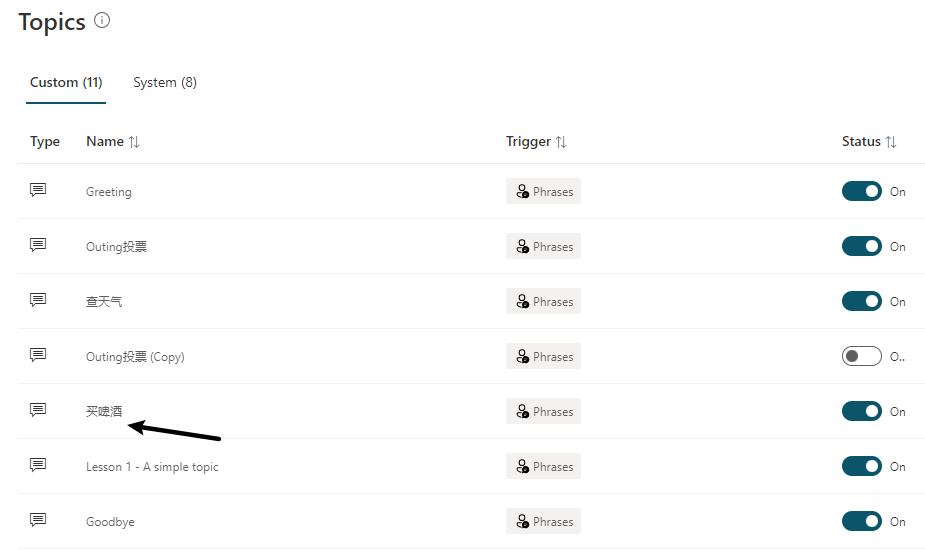 Topics
Custom (11) System (8)
Type Name Trigger Status
Greeting Phrases On
Outing投票 Phrases On
查天气 Phrases On
Outing投票 (Copy) Phrases O..
买啤酒 Phrases On
Lesson 1 - A simple topic Phrases On
Goodbye Phrases On